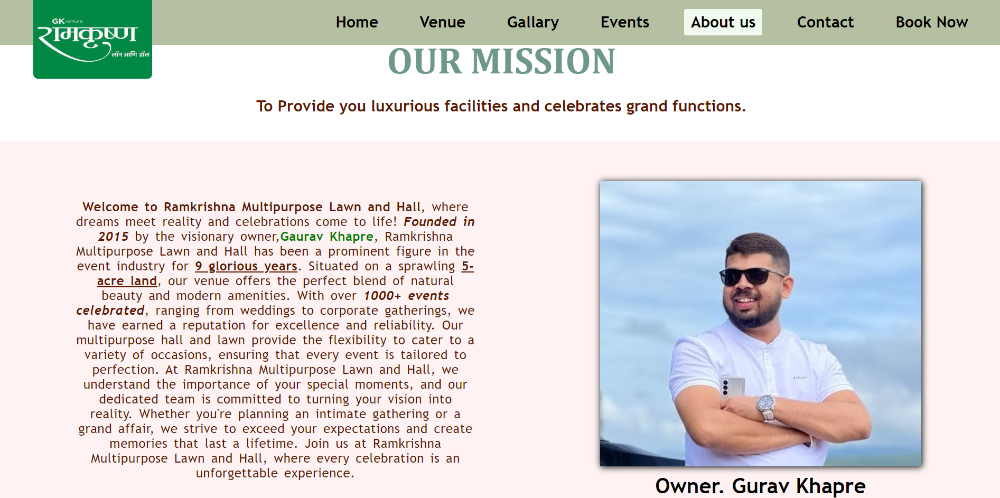 GKventure
रामकृष्ण
लॉन आणि हॉल
Home Venue Gallary Events About us Contact Book Now
OUR MISSION
To Provide you luxurious facilities and celebrates grand functions.
Welcome to Ramkrishna Multipurpose Lawn and Hall, where
dreams meet reality and celebrations come to life! Founded in
2015 by the visionary owner,Gaurav Khapre, Ramkrishna
Multipurpose Lawn and Hall has been a prominent figure in the
event industry for 9 glorious years. Situated on a sprawling 5-
acre land, our venue offers the perfect blend of natural
beauty and modern amenities. With over 1000+ events
celebrated, ranging from weddings to corporate gatherings, we
have earned a reputation for excellence and reliability. Our
multipurpose hall and lawn provide the flexibility to cater to a
variety of occasions, ensuring that every event is tailored to
perfection. At Ramkrishna Multipurpose Lawn and Hall, we
understand the importance of your special moments, and our
dedicated team is committed to turning your vision into
reality. Whether you're planning an intimate gathering or a
grand affair, we strive to exceed your expectations and create
memories that last a lifetime. Join us at Ramkrishna
Multipurpose Lawn and Hall, where every celebration is an
unforgettable experience.
Owner. Gurav Khapre